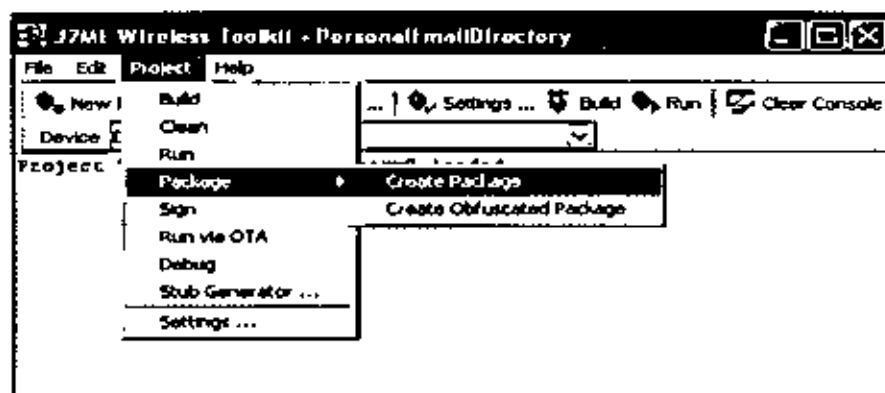 J2ME Wireless Toolkit - PersonalEmailDirectory
File Edit Project Help
New ... Settings ... Build Run Clear Console
Device
Project
Build
Clean
Run
Package
Create Package
Create Obfuscated Package
Sign
Run via OTA
Debug
Stub Generator ...
Settings ...